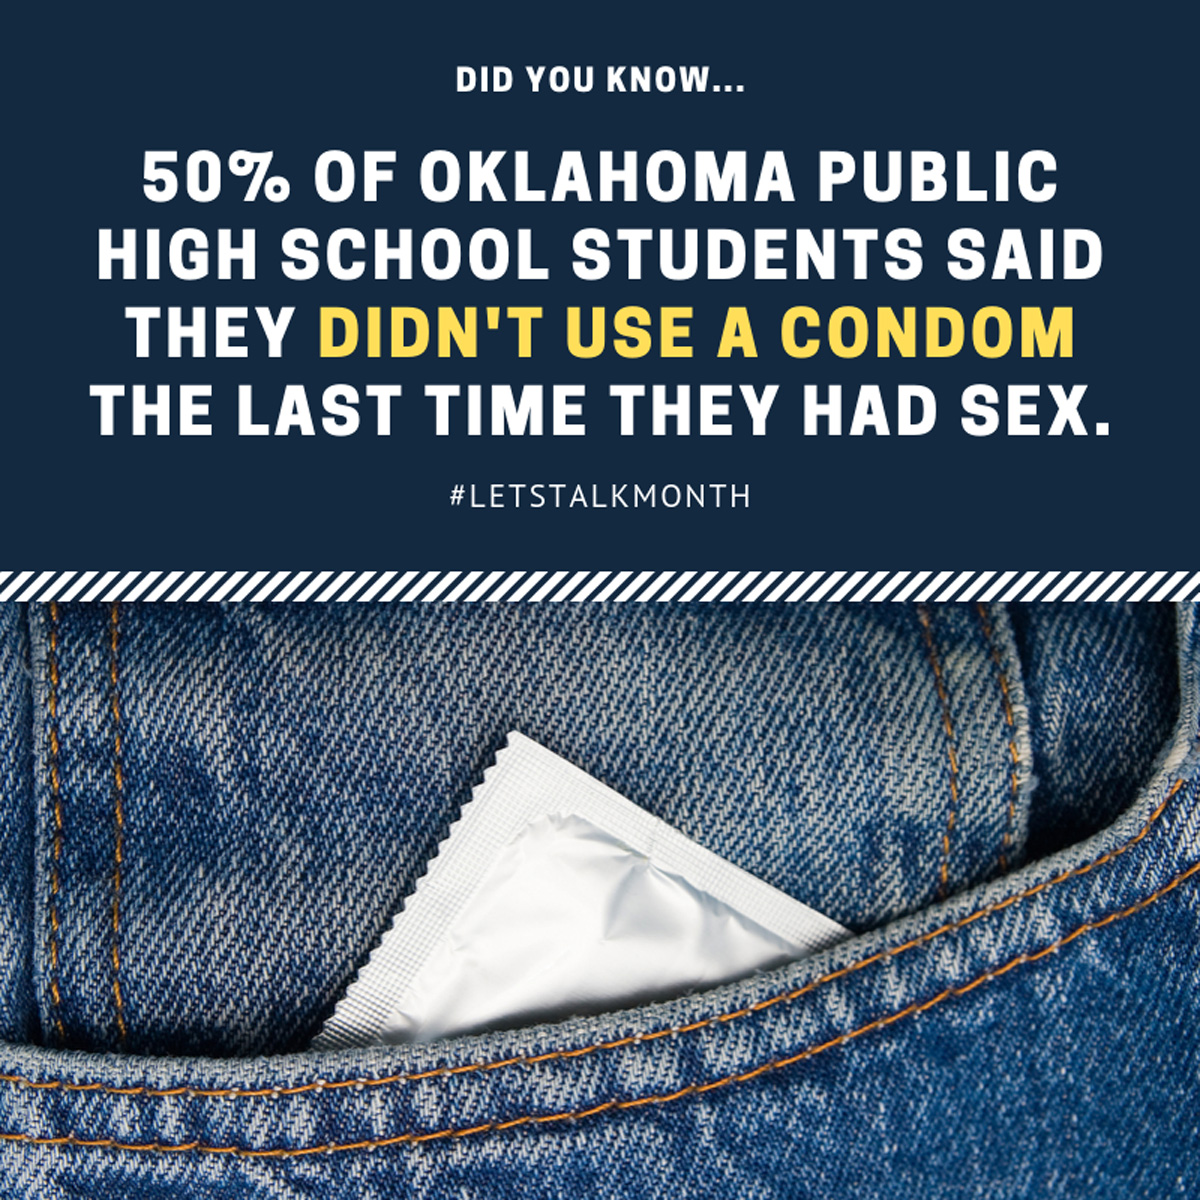 DID YOU KNOW...
50% OF OKLAHOMA PUBLIC
HIGH SCHOOL STUDENTS SAID
THEY DIDN'T USE A CONDOM
THE LAST TIME THEY HAD SEX.
#LETSTALKMONTH